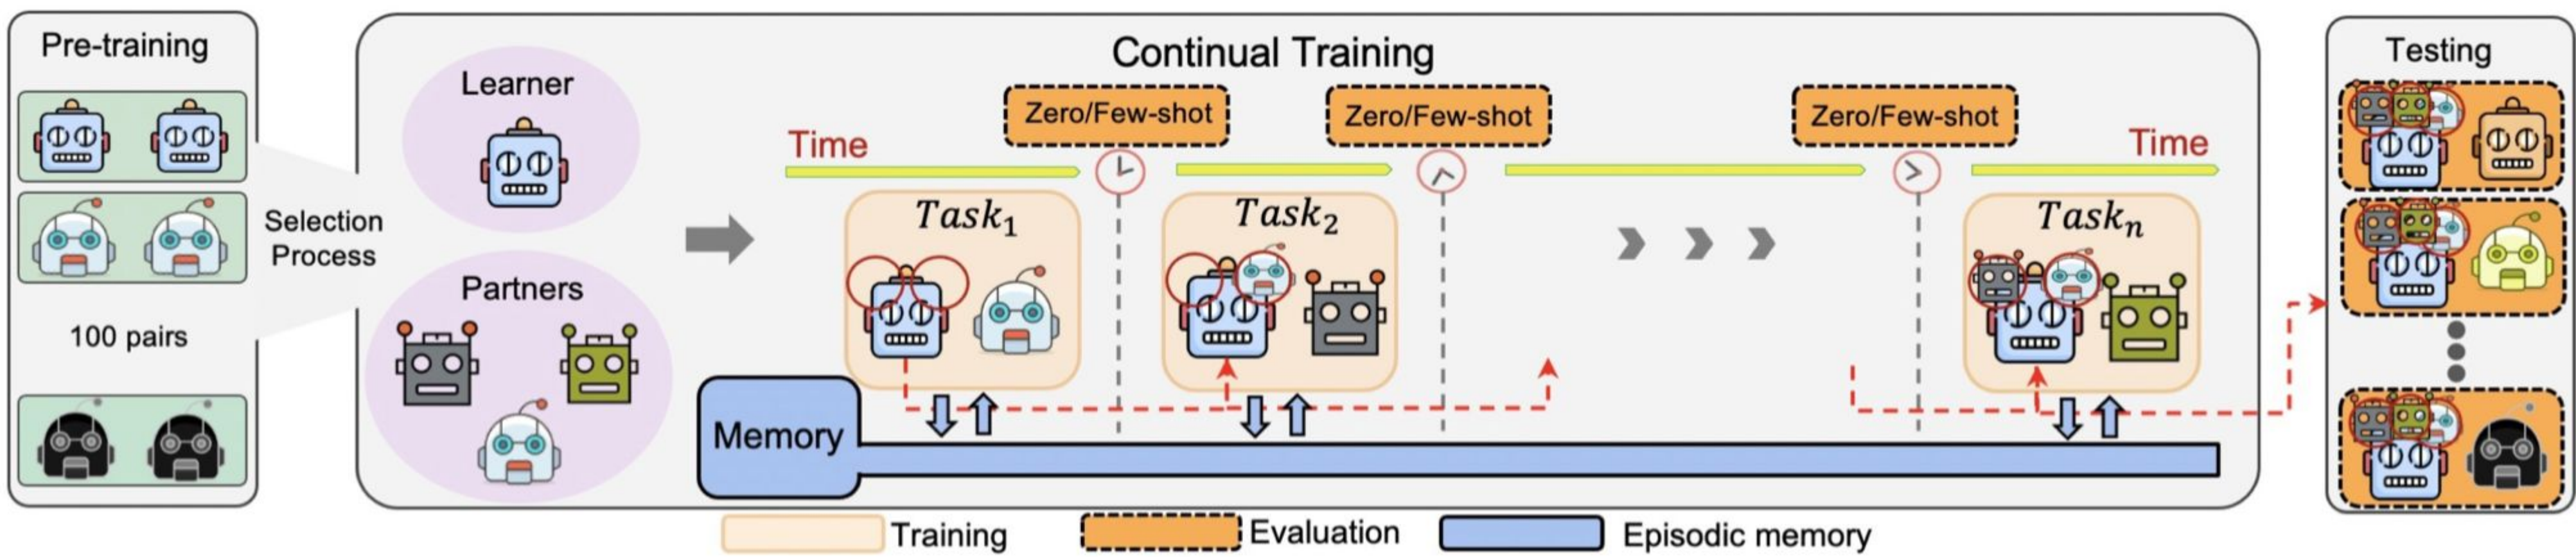 Pre-training
100 pairs
Selection
Process
Continual Training
Learner
Partners
Time
Zero/Few-shot
Zero/Few-shot
Zero/Few-shot
Time
Task₁
Task₂
Taskₙ
Memory
Testing
Training
Evaluation
Episodic memory